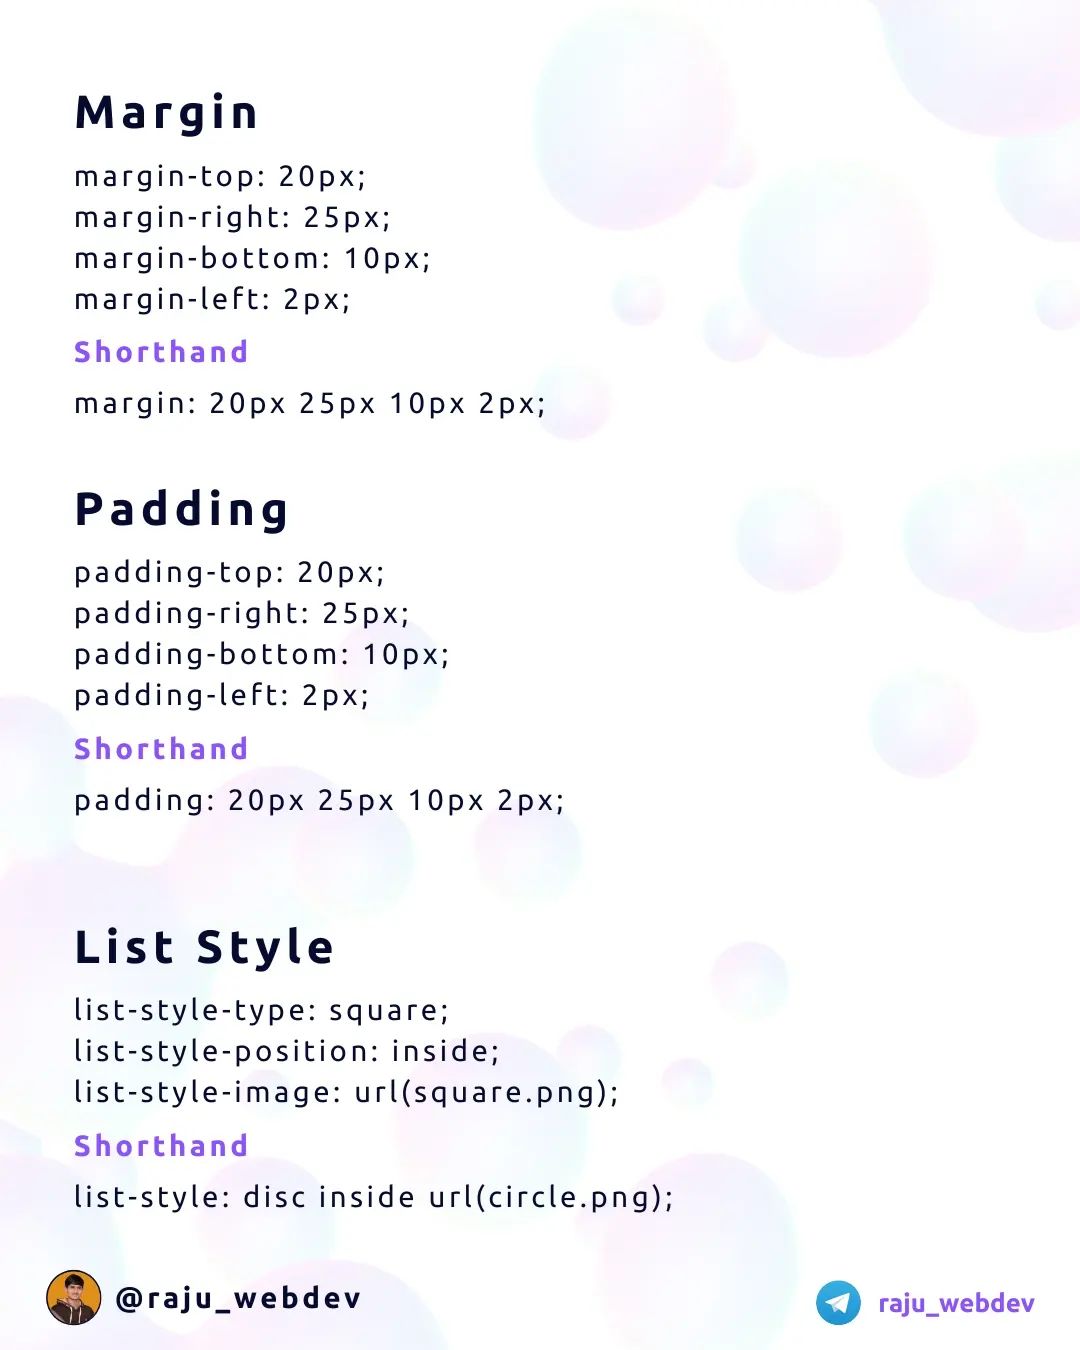 Margin
margin-top: 20px;
margin-right: 25px;
margin-bottom: 10px;
margin-left: 2px;
Shorthand
margin: 20px 25px 10px 2px;
Padding
padding-top: 20px;
padding-right: 25px;
padding-bottom: 10px;
padding-left: 2px;
Shorthand
padding: 20px 25px 10px 2px;
List Style
list-style-type: square;
list-style-position: inside;
list-style-image: url(square.png);
Shorthand
list-style: disc inside url(circle.png);
@raju_webdev
raju_webdev